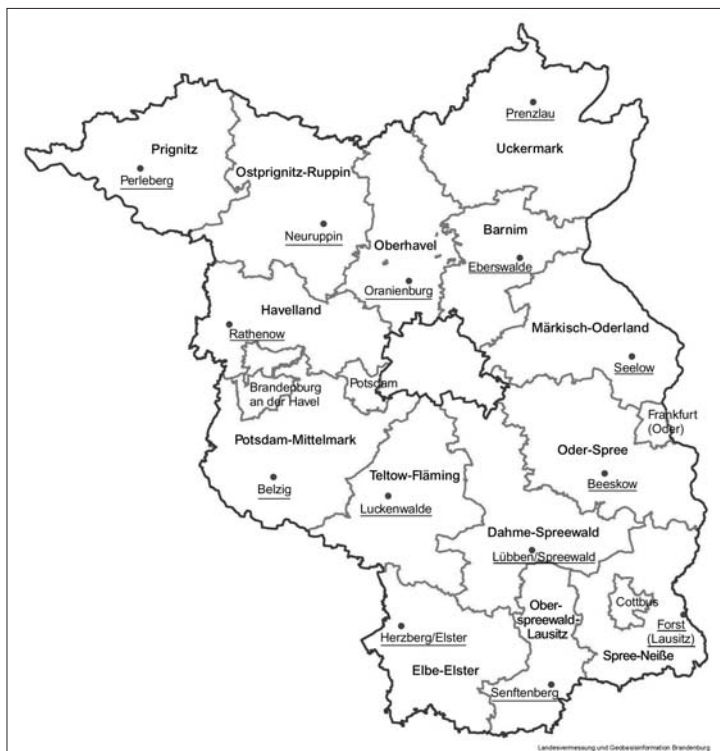 Prenzlau
Uckermark
Prignitz
Perleberg
Ostprignitz-Ruppin
Neuruppin
Oberhavel
Oranienburg
Barnim
Eberswalde
Havelland
Rathenow
Märkisch-Oderland
Seelow
Brandenburg
an der Havel
Potsdam
Frankfurt
(Oder)
Potsdam-Mittelmark
Belzig
Teltow-Fläming
Luckenwalde
Oder-Spree
Beeskow
Dahme-Spreewald
Lübben/Spreewald
Herzberg/Elster
Elbe-Elster
Ober-
spreewald-
Lausitz
Senftenberg
Cottbus
Forst
(Lausitz)
Spree-Neiße
Landesvermessung und Geobasisinformation Brandenburg